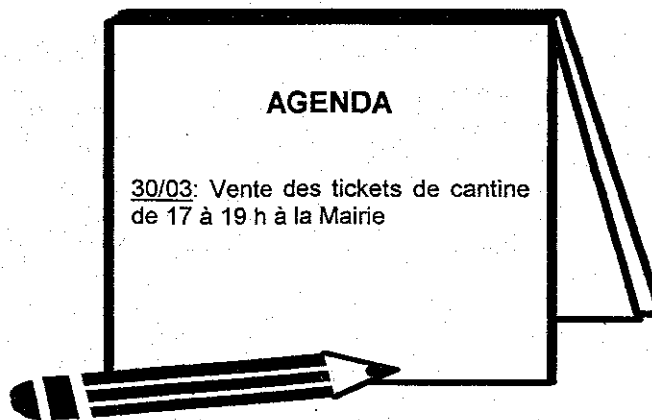 AGENDA
30/03: Vente des tickets de cantine
de 17 à 19 h à la Mairie